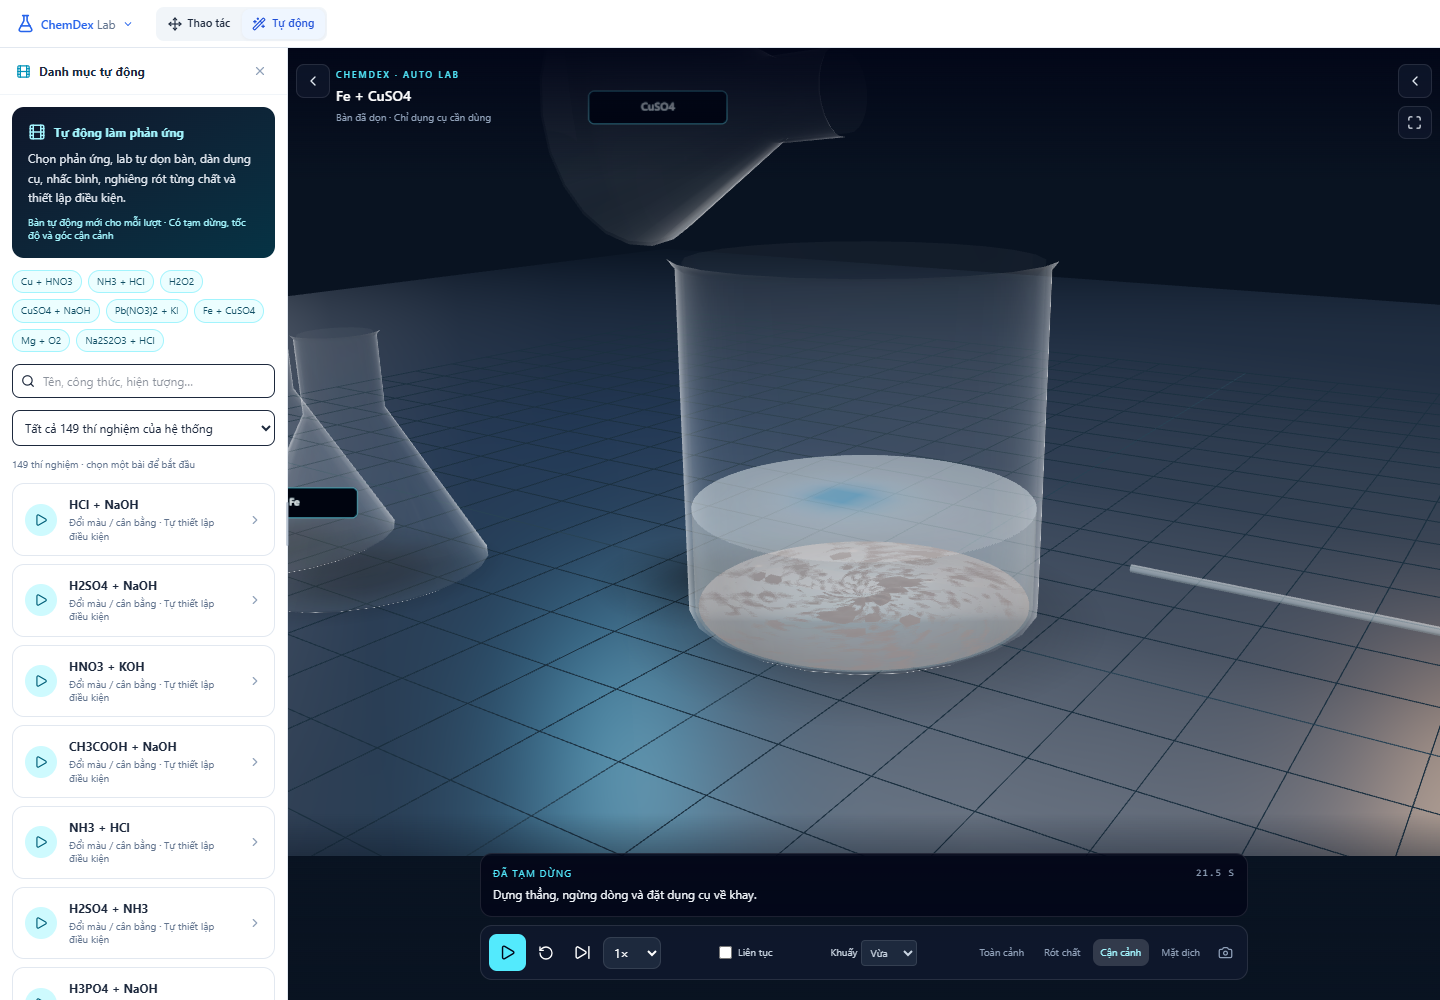 ChemDex Lab
Thao tác
Tự động
Danh mục tự động
Tự động làm phản ứng
Chọn phản ứng, lab tự dọn bàn, dàn dụng
cụ, nhấc bình, nghiêng rót từng chất và
thiết lập điều kiện.
Bàn tự động mới cho mỗi lượt · Có tạm dừng, tốc
độ và góc cận cảnh
Cu + HNO3
NH3 + HCl
H2O2
CuSO4 + NaOH
Pb(NO3)2 + KI
Fe + CuSO4
Mg + O2
Na2S2O3 + HCl
Tên, công thức, hiện tượng...
Tất cả 149 thí nghiệm của hệ thống
149 thí nghiệm · chọn một bài để bắt đầu
HCl + NaOH
Đổi màu / cân bằng · Tự thiết lập
điều kiện
H2SO4 + NaOH
Đổi màu / cân bằng · Tự thiết lập
điều kiện
HNO3 + KOH
Đổi màu / cân bằng · Tự thiết lập
điều kiện
CH3COOH + NaOH
Đổi màu / cân bằng · Tự thiết lập
điều kiện
NH3 + HCl
Đổi màu / cân bằng · Tự thiết lập
điều kiện
H2SO4 + NH3
Đổi màu / cân bằng · Tự thiết lập
điều kiện
H3PO4 + NaOH
CHEMDEX · AUTO LAB
Fe + CuSO4
Bàn đã dọn · Chỉ dụng cụ cần dùng
CuSO4
Fe
ĐÃ TẠM DỪNG
21.5 S
Dựng thẳng, ngừng dòng và đặt dụng cụ về khay.
1×
Liên tục
Khuấy
Vừa
Toàn cảnh
Rót chất
Cận cảnh
Mặt dịch